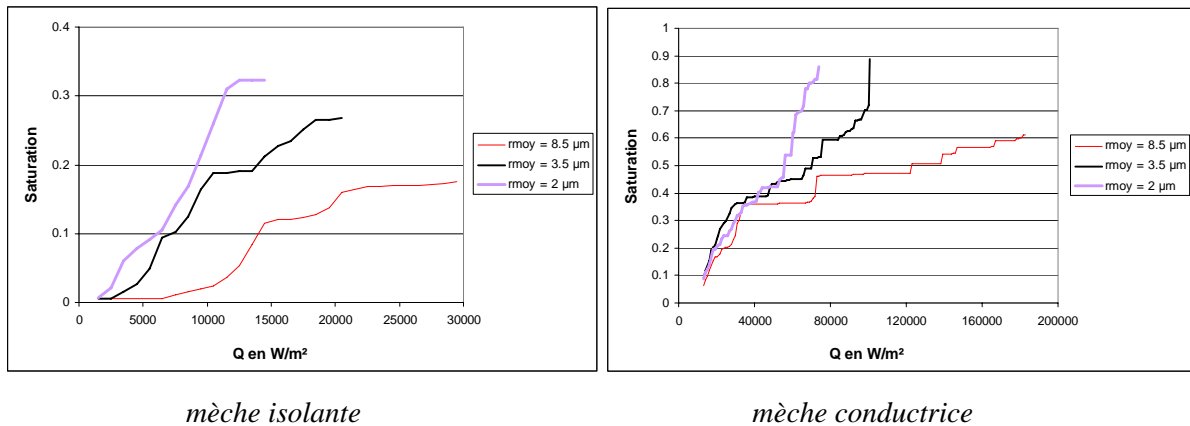 0.4
0.3
0.2
0.1
0
Saturation
0 5000 10000 15000 20000 25000 30000
Q en W/m²
rmoy = 8.5 µm
rmoy = 3.5 µm
rmoy = 2 µm
mèche isolante
1
0.9
0.8
0.7
0.6
0.5
0.4
0.3
0.2
0.1
0
Saturation
0 40000 80000 120000 160000 200000
Q en W/m²
rmoy = 8.5 µm
rmoy = 3.5 µm
rmoy = 2 µm
mèche conductrice